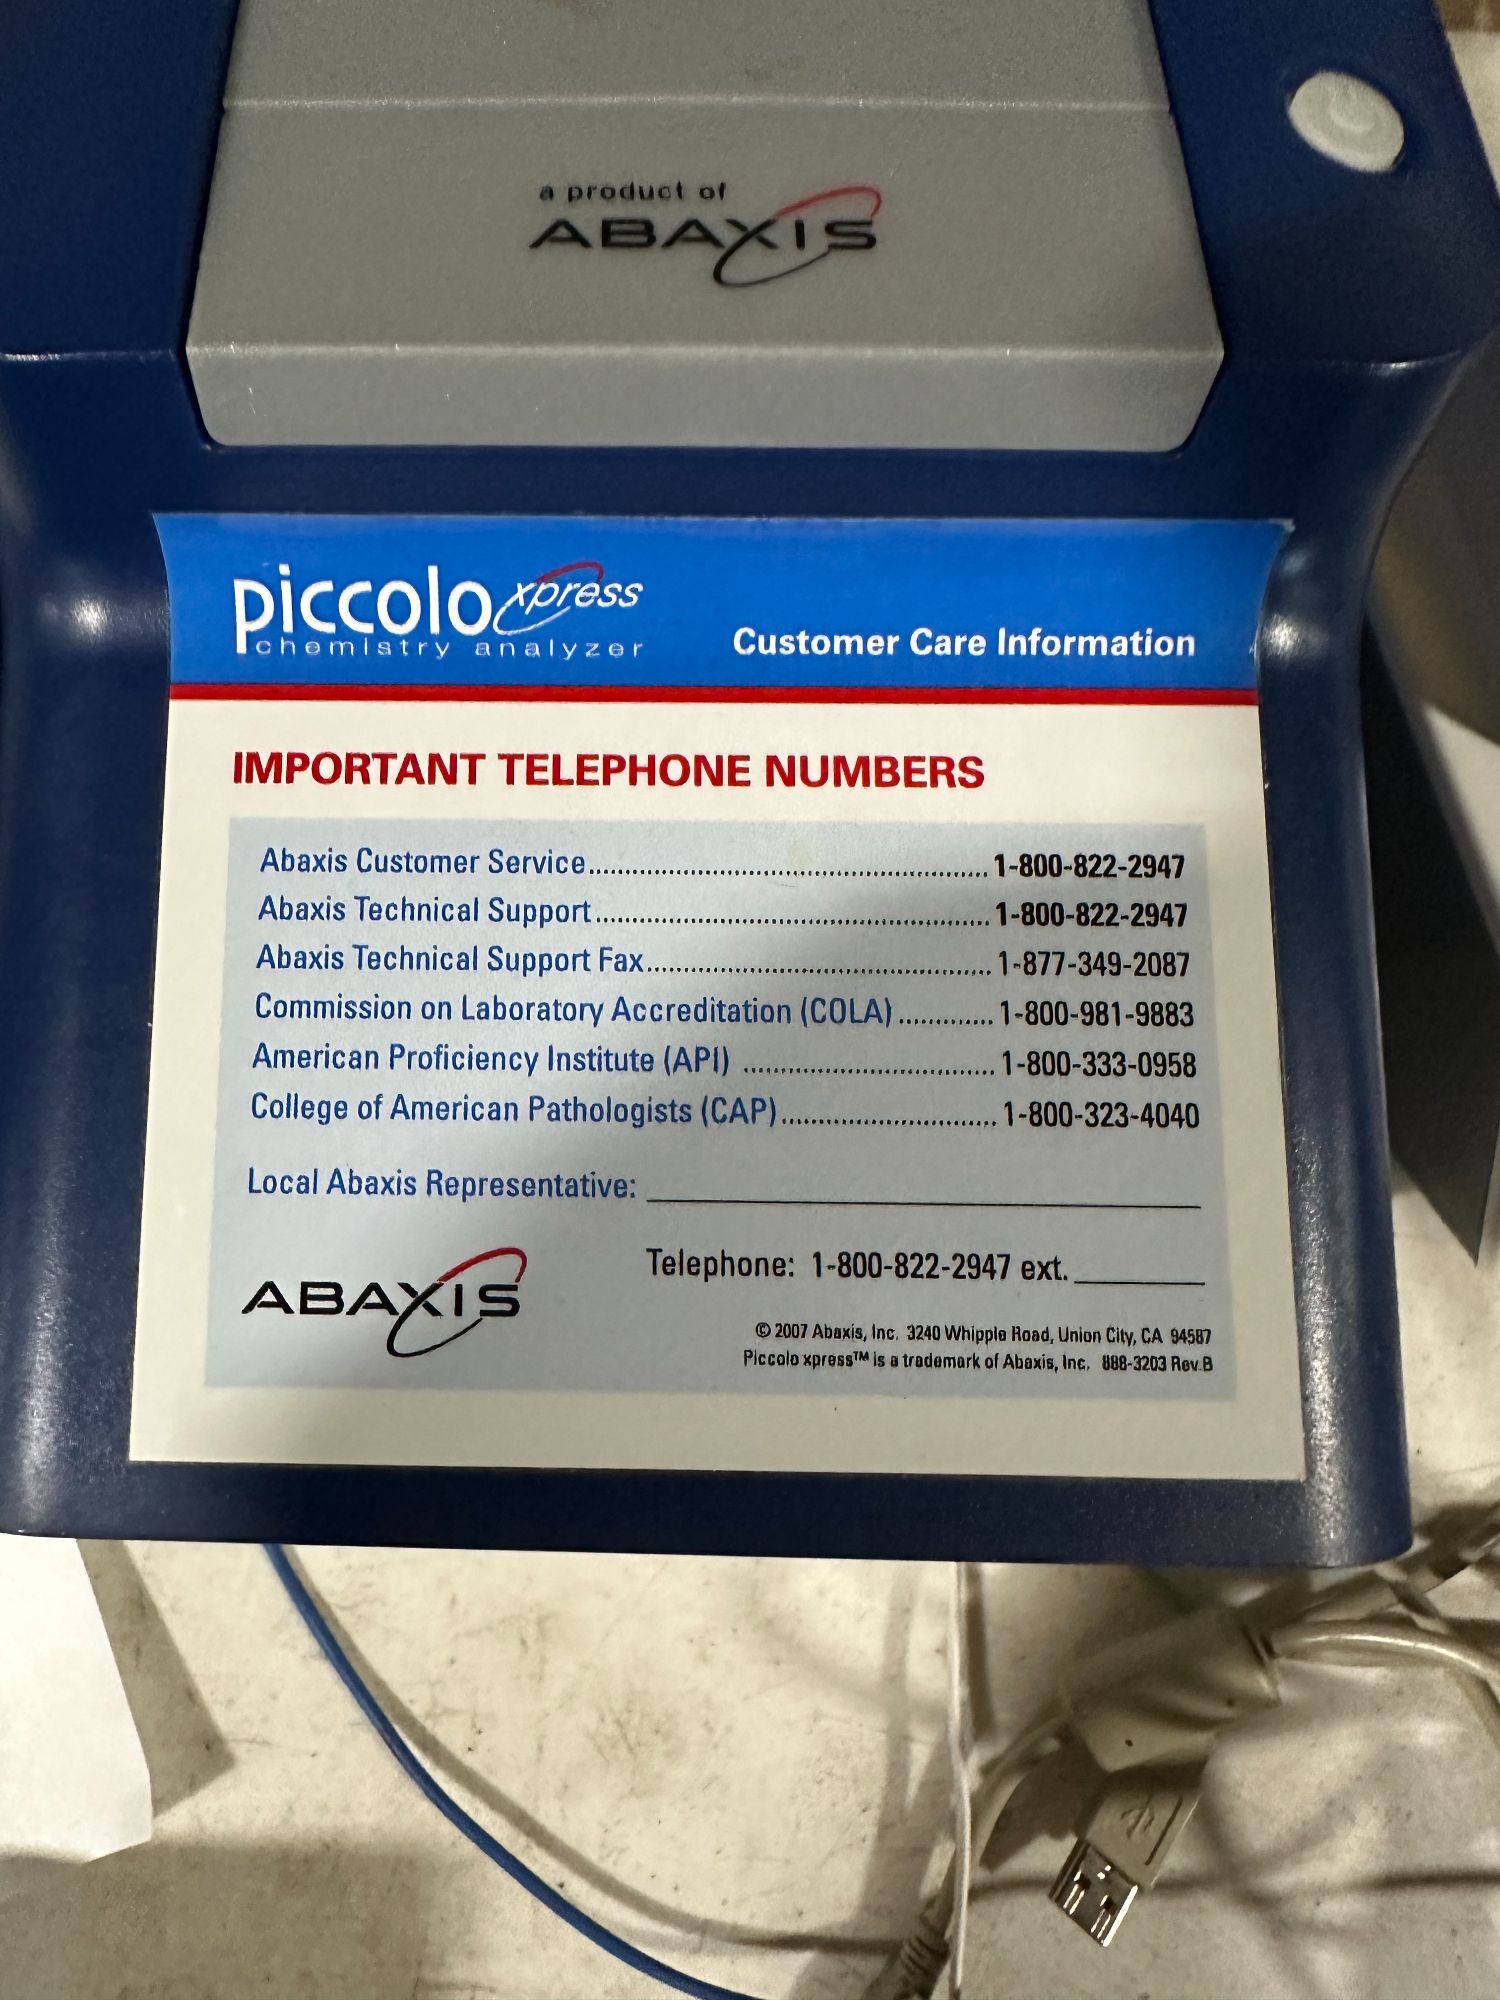 a product of
ABAXIS
piccolo xpress
chemistry analyzer
Customer Care Information
IMPORTANT TELEPHONE NUMBERS
Abaxis Customer Service.......................................... 1-800-822-2947
Abaxis Technical Support......................................... 1-800-822-2947
Abaxis Technical Support Fax.................................... 1-877-349-2087
Commission on Laboratory Accreditation (COLA)............. 1-800-981-9883
American Proficiency Institute (API) .......................... 1-800-333-0958
College of American Pathologists (CAP)........................ 1-800-323-4040
Local Abaxis Representative: ____________________
Telephone: 1-800-822-2947 ext. ________
ABAXIS
© 2007 Abaxis, Inc. 3240 Whipple Road, Union City, CA 94587
Piccolo xpress™ is a trademark of Abaxis, Inc. 888-3203 Rev.B